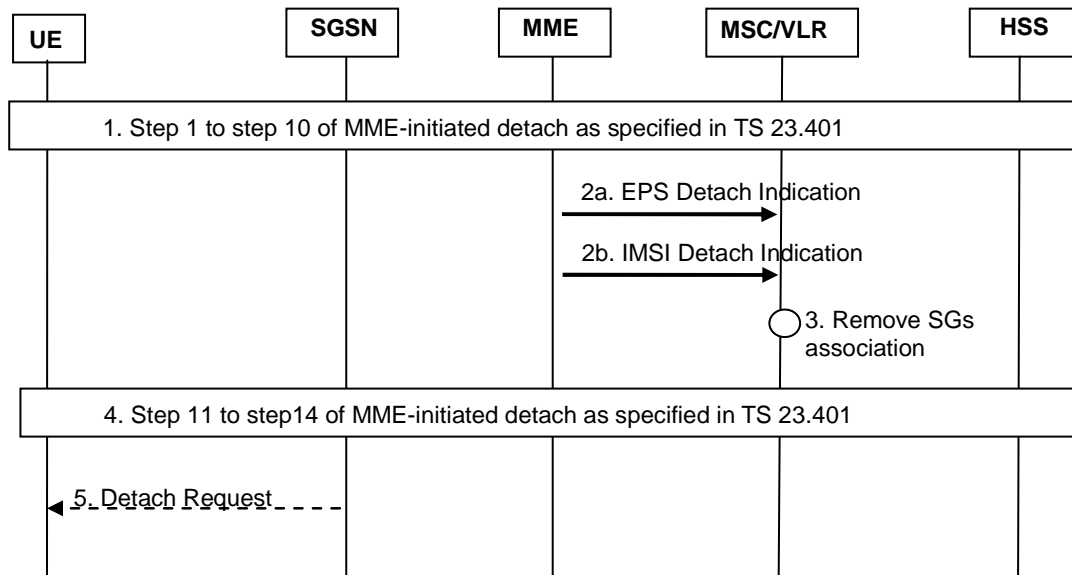 UE
SGSN
MME
MSC/VLR
HSS
1. Step 1 to step 10 of MME-initiated detach as specified in TS 23.401
2a. EPS Detach Indication
2b. IMSI Detach Indication
3. Remove SGs
association
4. Step 11 to step14 of MME-initiated detach as specified in TS 23.401
5. Detach Request